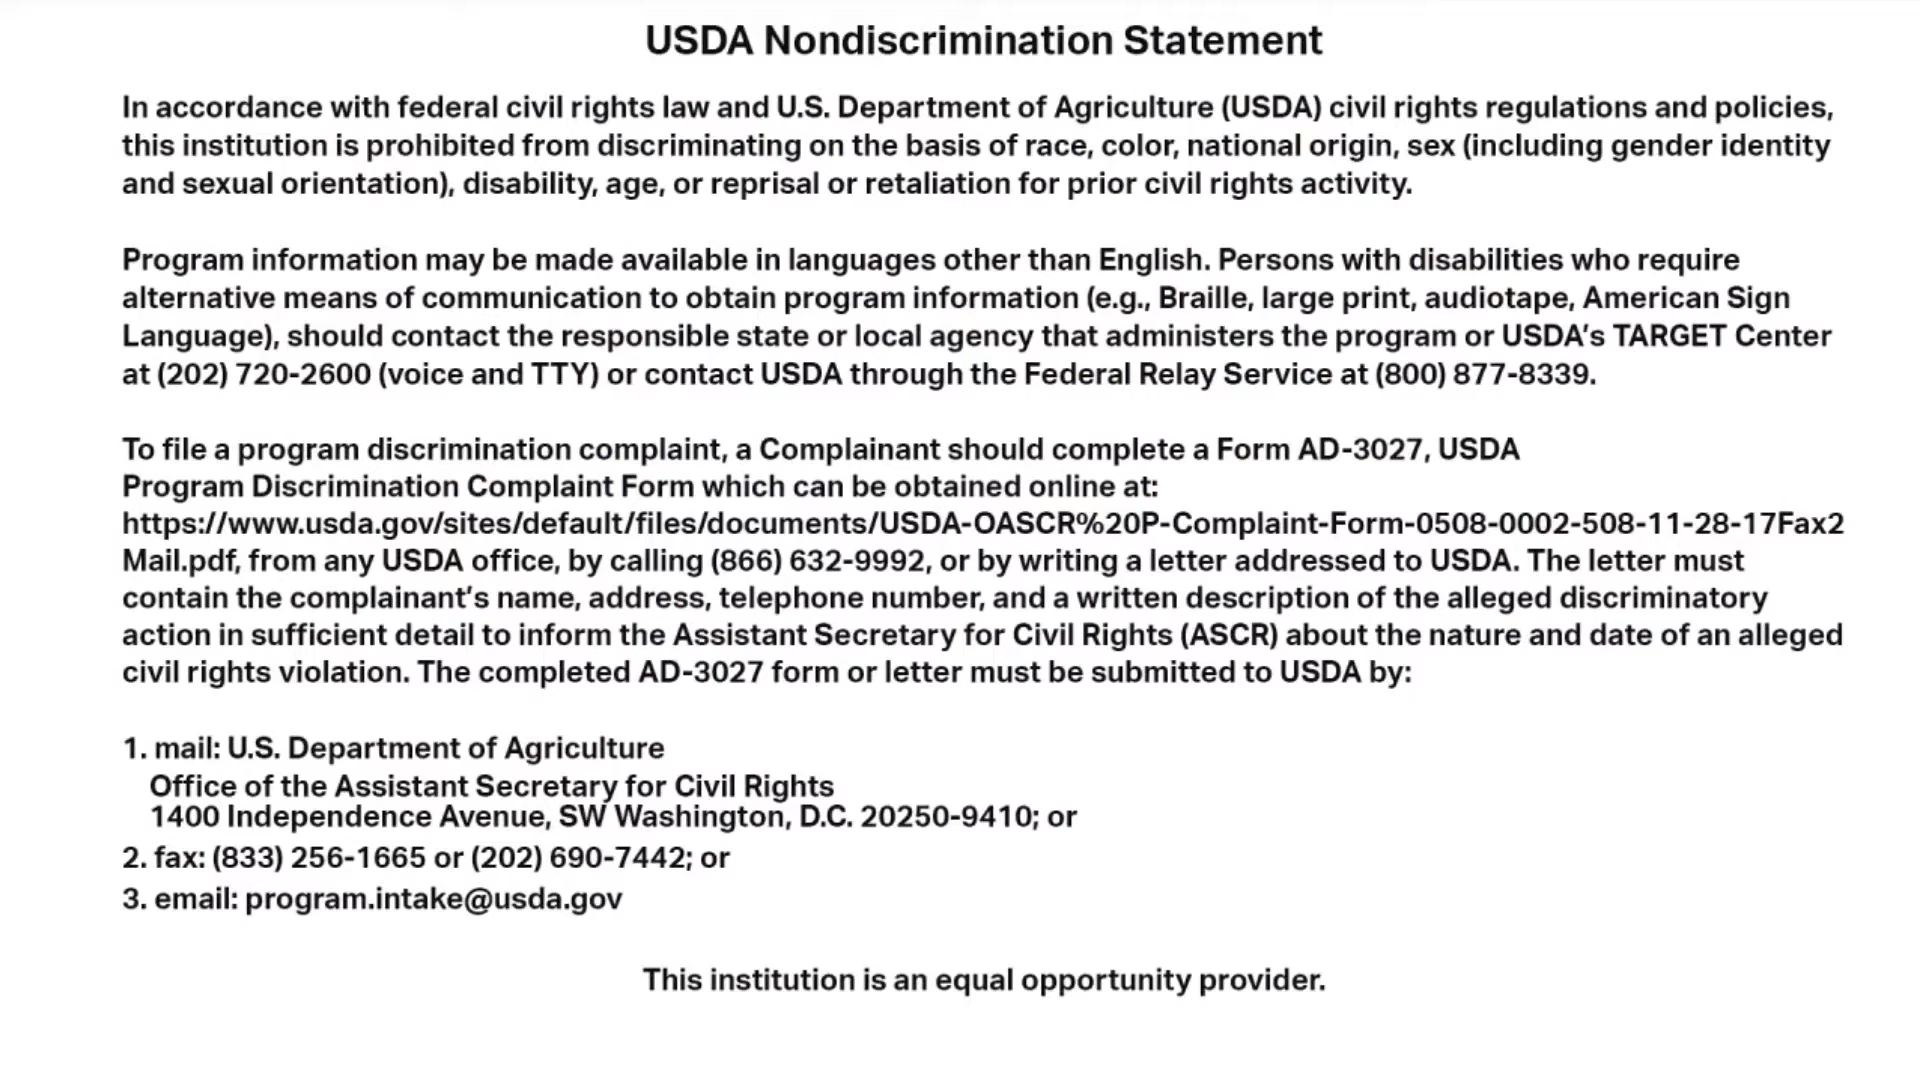 USDA Nondiscrimination Statement
In accordance with federal civil rights law and U.S. Department of Agriculture (USDA) civil rights regulations and policies,
this institution is prohibited from discriminating on the basis of race, color, national origin, sex (including gender identity
and sexual orientation), disability, age, or reprisal or retaliation for prior civil rights activity.
Program information may be made available in languages other than English. Persons with disabilities who require
alternative means of communication to obtain program information (e.g., Braille, large print, audiotape, American Sign
Language), should contact the responsible state or local agency that administers the program or USDA's TARGET Center
at (202) 720-2600 (voice and TTY) or contact USDA through the Federal Relay Service at (800) 877-8339.
To file a program discrimination complaint, a Complainant should complete a Form AD-3027, USDA
Program Discrimination Complaint Form which can be obtained online at:
https://www.usda.gov/sites/default/files/documents/USDA-OASCR%20P-Complaint-Form-0508-0002-508-11-28-17Fax2
Mail.pdf, from any USDA office, by calling (866) 632-9992, or by writing a letter addressed to USDA. The letter must
contain the complainant's name, address, telephone number, and a written description of the alleged discriminatory
action in sufficient detail to inform the Assistant Secretary for Civil Rights (ASCR) about the nature and date of an alleged
civil rights violation. The completed AD-3027 form or letter must be submitted to USDA by:
1. mail: U.S. Department of Agriculture
Office of the Assistant Secretary for Civil Rights
1400 Independence Avenue, SW Washington, D.C. 20250-9410; or
2. fax: (833) 256-1665 or (202) 690-7442; or
3. email: program.intake@usda.gov
This institution is an equal opportunity provider.